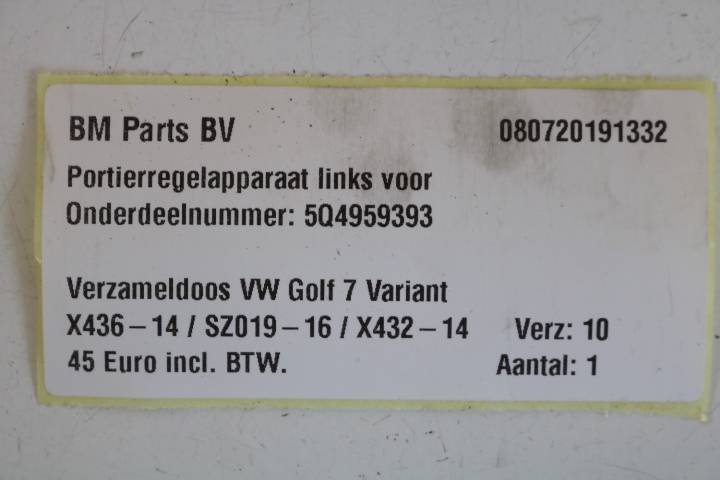 BM Parts BV 080720191332
Portierregelapparaat links voor
Onderdeelnummer: 5Q4959393
Verzameldoos VW Golf 7 Variant
X436-14 / SZ019-16 / X432-14 Verz: 10
45 Euro incl. BTW. Aantal: 1